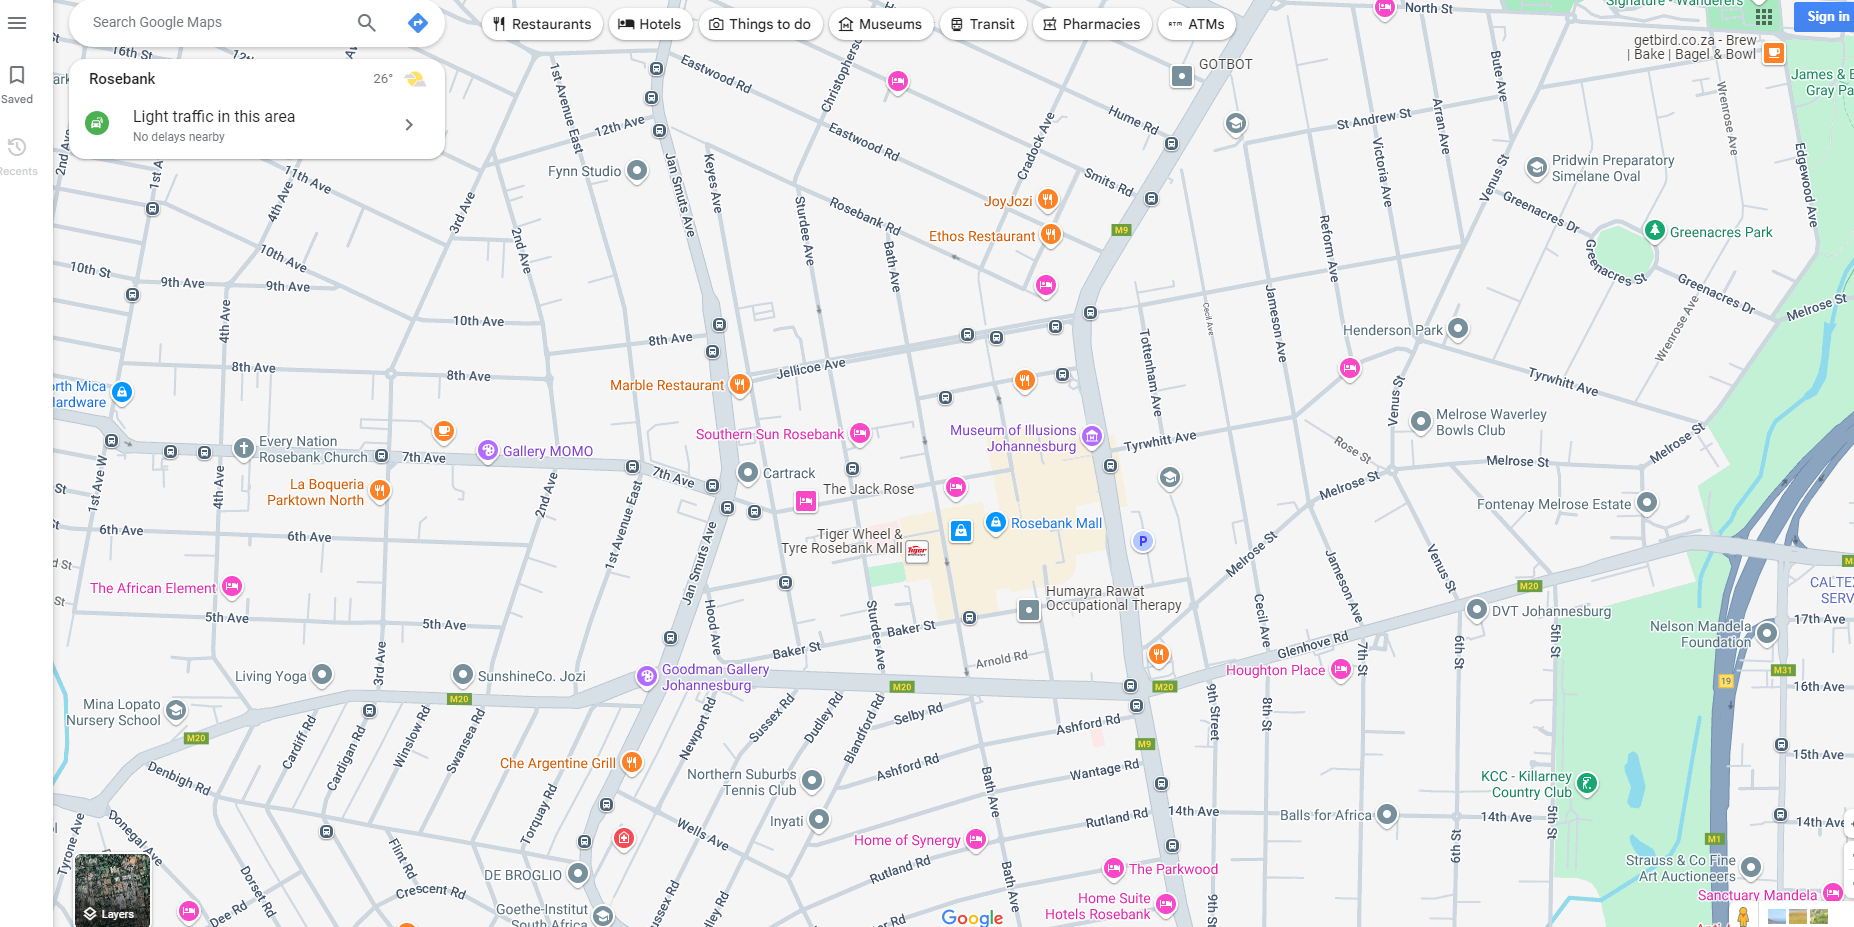 Search Google Maps
Restaurants
Hotels
Things to do
Museums
Transit
Pharmacies
ATMs
Sign in
Saved
Recents
Rosebank
26°
Light traffic in this area
No delays nearby
North St
getbird.co.za - Brew
| Bake | Bagel & Bowl
GOTBOT
16th St
1st Avenue East
Eastwood Rd
Christopherson
Bute Ave
James & E
Gray Pa
Wrenrose Ave
Arran Ave
St Andrew St
Hume Rd
12th Ave
Eastwood Rd
Cradock Ave
Victoria Ave
Edgewood Ave
2nd Ave
1st A
11th Ave
4th Ave
3rd Ave
Fynn Studio
Jan Smuts Ave
Keyes Ave
Smits Rd
Venus St
Pridwin Preparatory
Simelane Oval
Rosebank Rd
Sturdee Ave
JoyJozi
Ethos Restaurant
M9
Reform Ave
Greenacres Dr
Greenacres Park
Greenacres St
Greenacres Dr
Melrose St
2nd Ave
10th Ave
10th St
9th Ave
9th Ave
Bath Ave
4th Ave
10th Ave
Jameson Ave
Cecil Ave
Wrenrose Ave
Henderson Park
Tottenham Ave
8th Ave
8th Ave
8th Ave
Jellicoe Ave
Marble Restaurant
Tyrwhitt Ave
Venus St
orth Mica
ardware
Southern Sun Rosebank
Museum of Illusions
Johannesburg
Tyrwhitt Ave
Melrose Waverley
Bowls Club
Rose St
Melrose St
Melrose St
Every Nation
Rosebank Church
7th Ave
Gallery MOMO
7th Ave
Cartrack
The Jack Rose
1st Ave W
4th Ave
La Boqueria
Parktown North
2nd Ave
1st Avenue East
Melrose St
Fontenay Melrose Estate
Rosebank Mall
Tiger Wheel &
Tyre Rosebank Mall
P
6th Ave
6th Ave
Jan Smuts Ave
Melrose St
Jameson Ave
Venus St
M20
The African Element
5th Ave
5th Ave
Hood Ave
Sturdee Ave
Humayra Rawat
Occupational Therapy
Cecil Ave
DVT Johannesburg
CALTEX
SERV
17th Ave
Nelson Mandela
Foundation
Baker St
Baker St
Arnold Rd
Glenhove Rd
7th St
6th St
5th St
Houghton Place
3rd Ave
Living Yoga
SunshineCo. Jozi
Goodman Gallery
Johannesburg
M20
M20
M20
M31
19
16th Ave
Mina Lopato
Nursery School
M20
Cardiff Rd
Cardigan Rd
Winslow Rd
Swansea Rd
Newport Rd
Sussex Rd
Dudley Rd
Blandford Rd
Selby Rd
Ashford Rd
9th Street
8th St
M9
15th Ave
Denbigh Rd
Che Argentine Grill
Northern Suburbs
Tennis Club
Ashford Rd
Wantage Rd
Bath Ave
KCC - Killarney
Country Club
Donegal Ave
Tyrone Ave
Torquay Rd
Wells Ave
Inyati
Rutland Rd
14th Ave
Balls for Africa
14th Ave
5th St
14th Ave
M1
6th St
Home of Synergy
Rutland Rd
The Parkwood
Strauss & Co Fine
Art Auctioneers
Flint Rd
Dorset Rd
Dee Rd
Crescent Rd
DE BROGLIO
Goethe-Institut
South Africa
Home Suite
Hotels Rosebank
Bath Ave
9th St
Sanctuary Mandela
Layers
Google